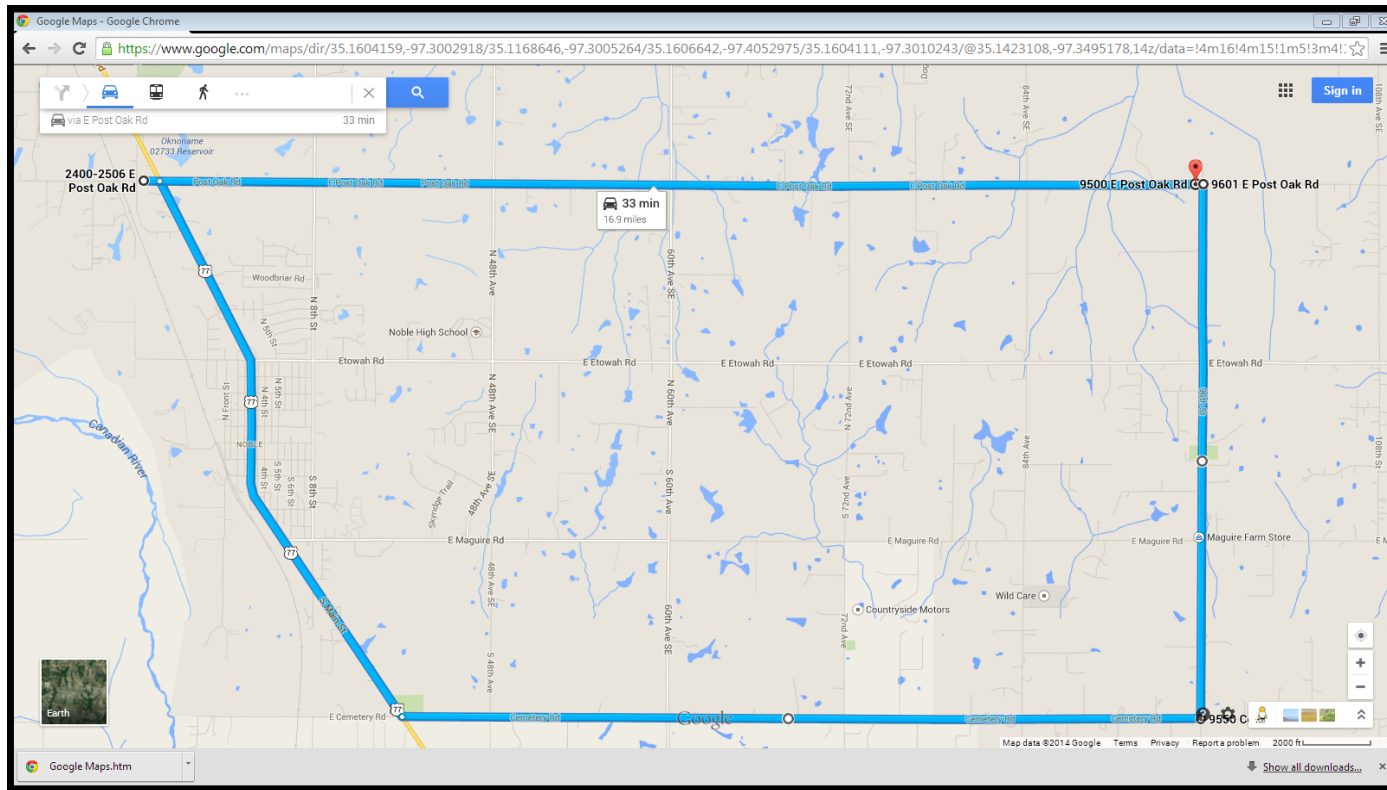 Google Maps - Google Chrome
https://www.google.com/maps/dir/35.1604159,-97.3002918/35.1168646,-97.3005264/35.1606642,-97.4052975/35.1604111,-97.3010243/@35.1423108,-97.3495178,14z/data=!4m16!4m15!1m5!3m4!
Sign in
via E Post Oak Rd 33 min
Oknoname
02733 Reservoir
72nd Ave SE
84th Ave SE
108th Ave SE
2400-2506 E
Post Oak Rd
Post Oak Rd
E Post Oak Rd
Post Oak Rd
E Post Oak Rd
E Post Oak Rd
9500 E Post Oak Rd
9601 E Post Oak Rd
33 min
16.9 miles
77
Woodbriar Rd
N 8th St
N 5th St
N 48th Ave
60th Ave SE
Noble High School
Etowah Rd
E Etowah Rd
E Etowah Rd
E Etowah Rd
E Etowah Rd
N Front St
N 4th St
N 5th St
77
N 48th Ave SE
N 60th Ave
N 72nd Ave
Canadian River
NOBLE
4th St
S 5th St
S 6th St
S 8th St
Skyridge Trail
48th Ave SE
S 60th Ave
S 72nd Ave
84th Ave
108th St
77
E Maguire Rd
E Maguire Rd
E Maguire Rd
Maguire Farm Store
48th Ave SE
60th Ave SE
72nd Ave
Wild Care
Countryside Motors
S Main St
S 48th Ave
Earth
77
E Cemetery Rd
Cemetery Rd
Google
Cemetery Rd
Cemetery Rd
9550 C
Map data ©2014 Google Terms Privacy Report a problem 2000 ft
Google Maps.htm
Show all downloads...